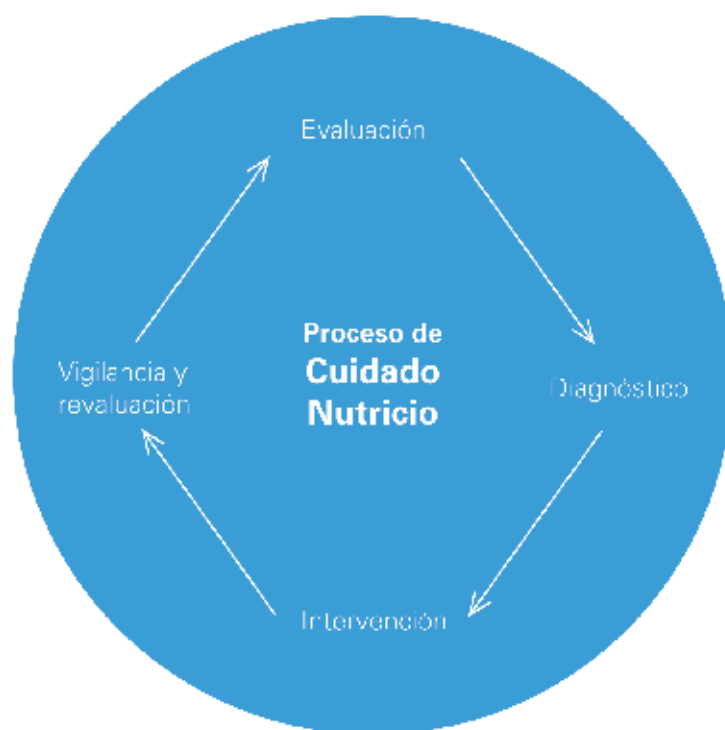 Evaluación
Proceso de
Cuidado
Nutricio
Vigilancia y
revaluación
Diagnóstico
Intervención